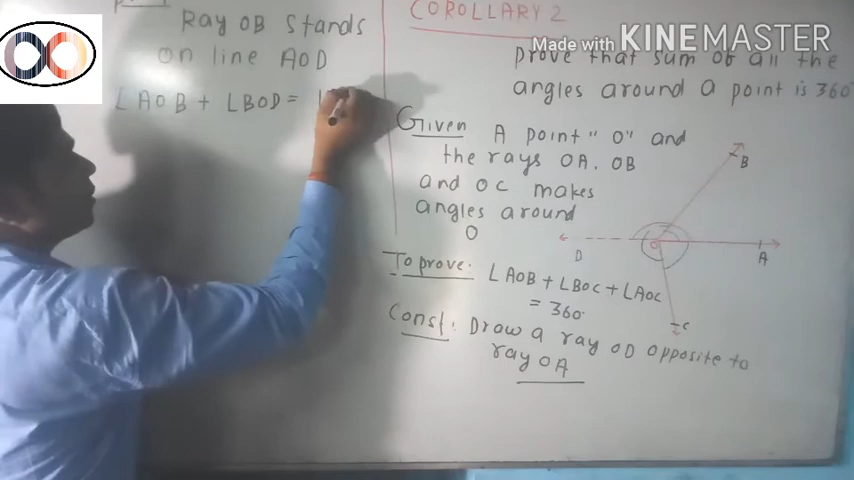 Ray OB Stands
on line AOD
∠AOB + ∠BOD =
COROLLARY 2
Made with KINEMASTER
prove that sum of all the
angles around a point is 360°
Given A point "O" and
the rays OA. OB
and OC makes
angles around
O
To prove: ∠AOB + ∠BOC + ∠AOC
= 360°
Const: Draw a ray OD opposite to
ray OA
B
O
D
A
C